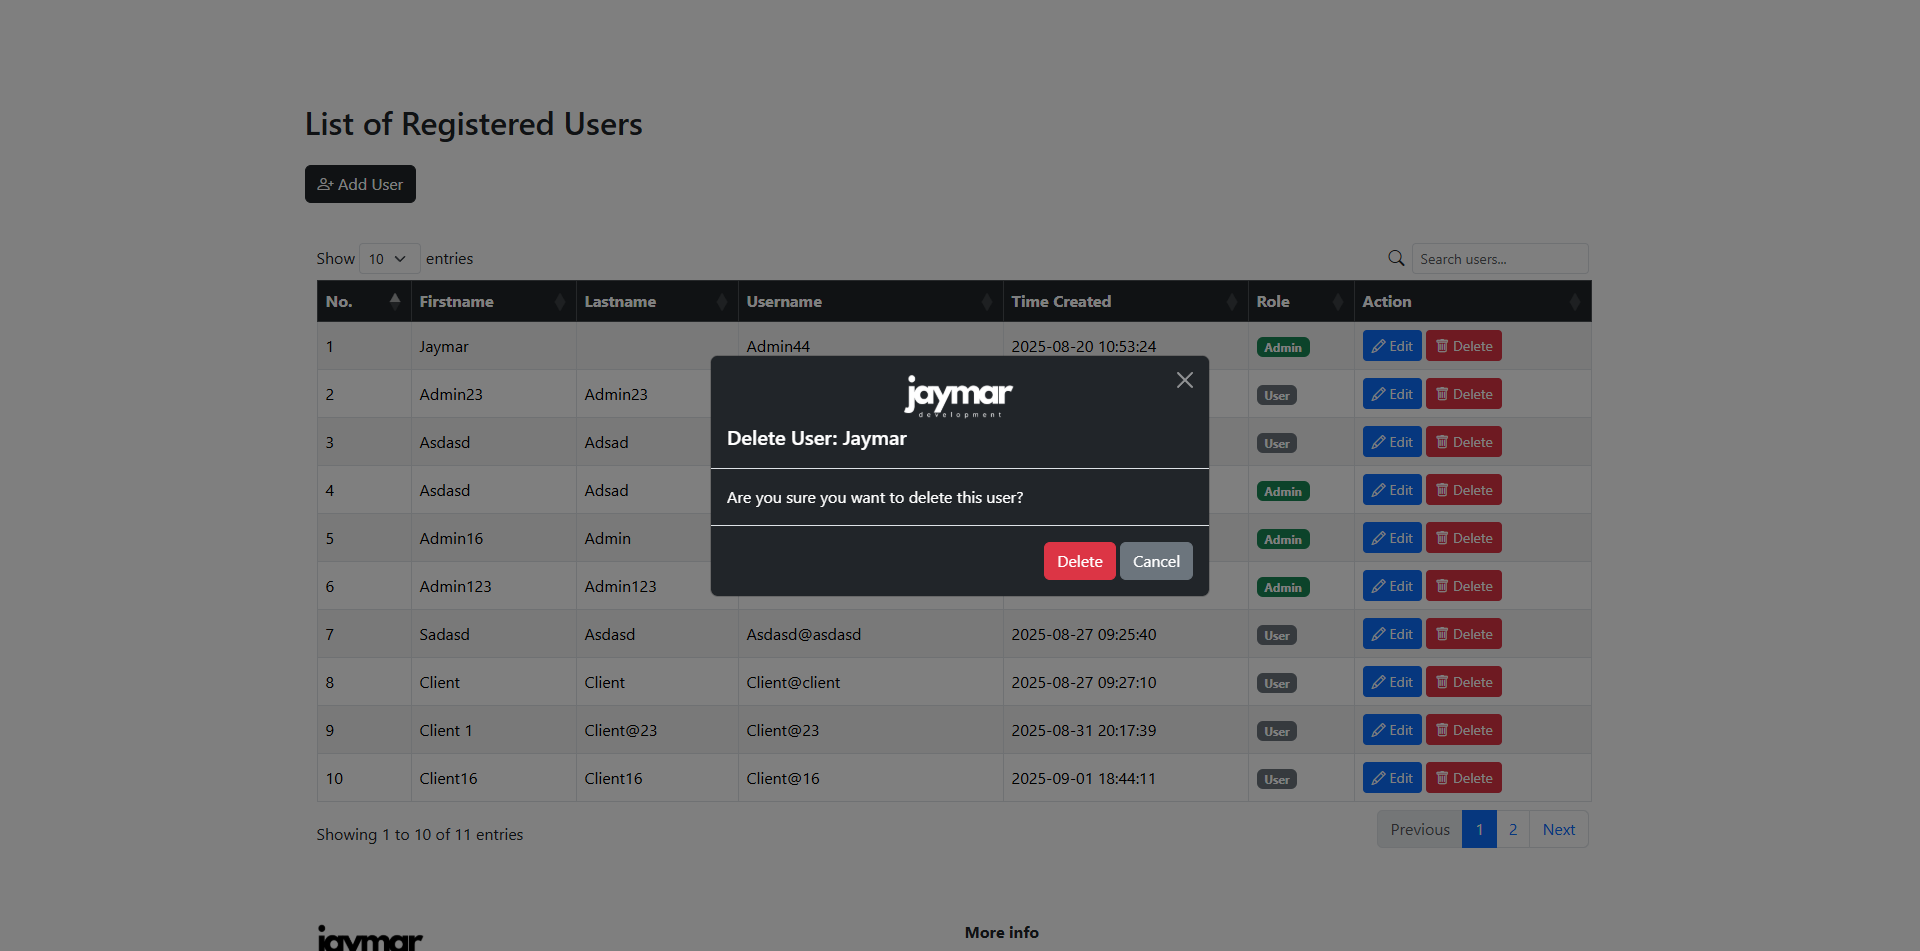 List of Registered Users
Add User
Show 10 entries
Search users...
No. Firstname Lastname Username Time Created Role Action
1 Jaymar Admin44 2025-08-20 10:53:24 Admin Edit Delete
2 Admin23 Admin23 User Edit Delete
3 Asdasd Adsad User Edit Delete
4 Asdasd Adsad Admin Edit Delete
5 Admin16 Admin Admin Edit Delete
6 Admin123 Admin123 Admin Edit Delete
7 Sadasd Asdasd Asdasd@asdasd 2025-08-27 09:25:40 User Edit Delete
8 Client Client Client@client 2025-08-27 09:27:10 User Edit Delete
9 Client 1 Client@23 Client@23 2025-08-31 20:17:39 User Edit Delete
10 Client16 Client16 Client@16 2025-09-01 18:44:11 User Edit Delete
jaymar
development
Delete User: Jaymar
Are you sure you want to delete this user?
Delete Cancel
Showing 1 to 10 of 11 entries
Previous 1 2 Next
jaymar
More info